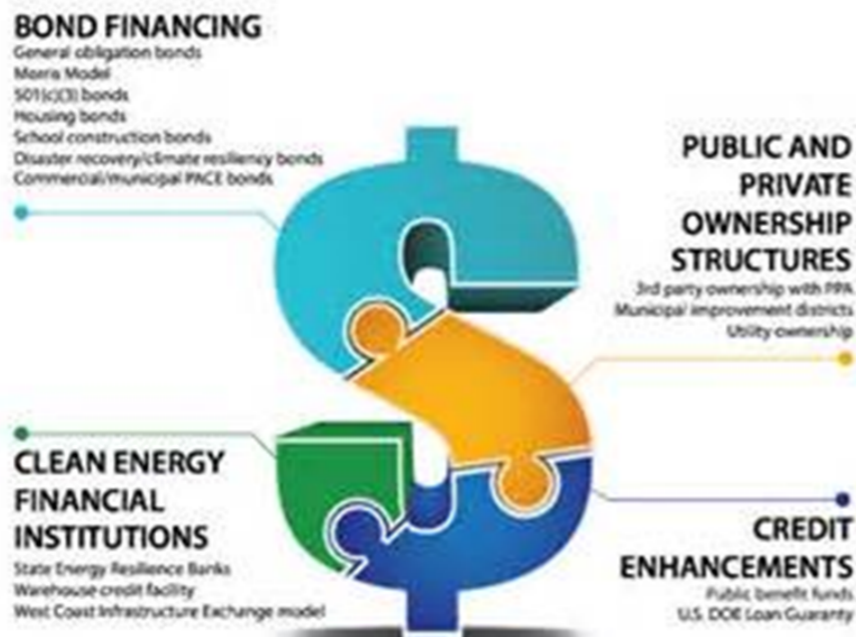 BOND FINANCING
General obligation bonds
Morris Model
501(c)(3) bonds
Housing bonds
School construction bonds
Disaster recovery/climate resiliency bonds
Commercial/municipal PACE bonds
PUBLIC AND
PRIVATE
OWNERSHIP
STRUCTURES
3rd party ownership with PPA
Municipal improvement districts
Utility ownership
CLEAN ENERGY
FINANCIAL
INSTITUTIONS
State Energy Resilience Banks
Warehouse credit facility
West Coast Infrastructure Exchange model
CREDIT
ENHANCEMENTS
Public benefit funds
U.S. DOE Loan Guaranty